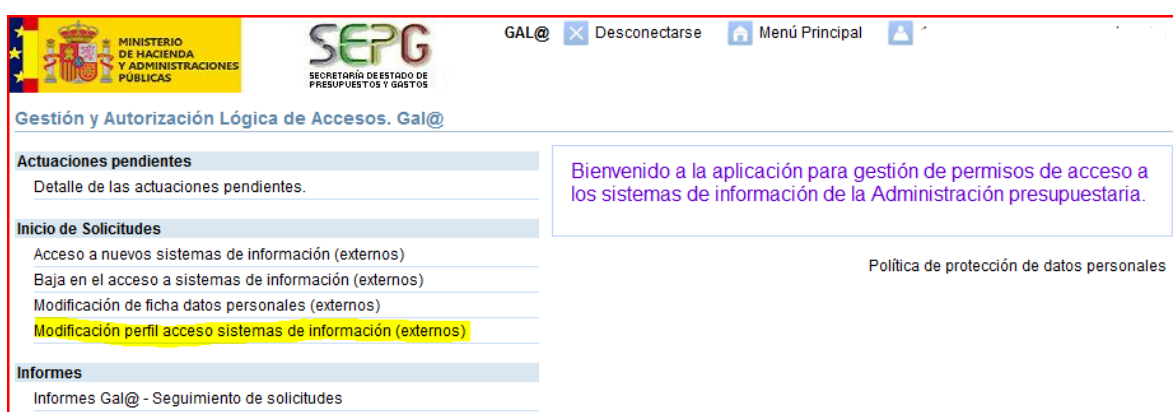 MINISTERIO
DE HACIENDA
Y ADMINISTRACIONES
PÚBLICAS
SEPG
SECRETARÍA DE ESTADO DE
PRESUPUESTOS Y GASTOS
GAL@ Desconectarse Menú Principal
Gestión y Autorización Lógica de Accesos. Gal@
Actuaciones pendientes
Detalle de las actuaciones pendientes.
Inicio de Solicitudes
Acceso a nuevos sistemas de información (externos)
Baja en el acceso a sistemas de información (externos)
Modificación de ficha datos personales (externos)
Modificación perfil acceso sistemas de información (externos)
Informes
Informes Gal@ - Seguimiento de solicitudes
Bienvenido a la aplicación para gestión de permisos de acceso a
los sistemas de información de la Administración presupuestaria.
Política de protección de datos personales